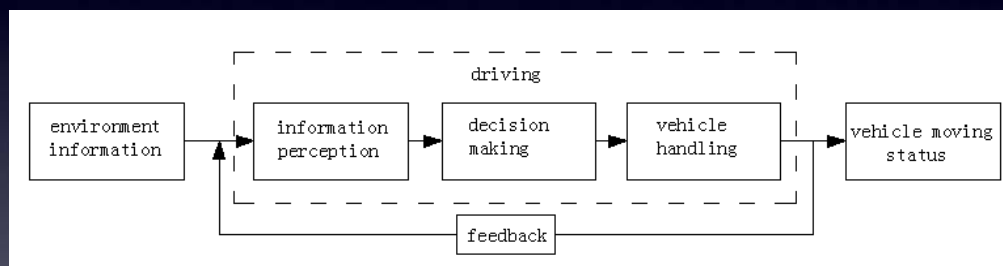 driving
environment
information
information
perception
decision
making
vehicle
handling
vehicle moving
status
feedback